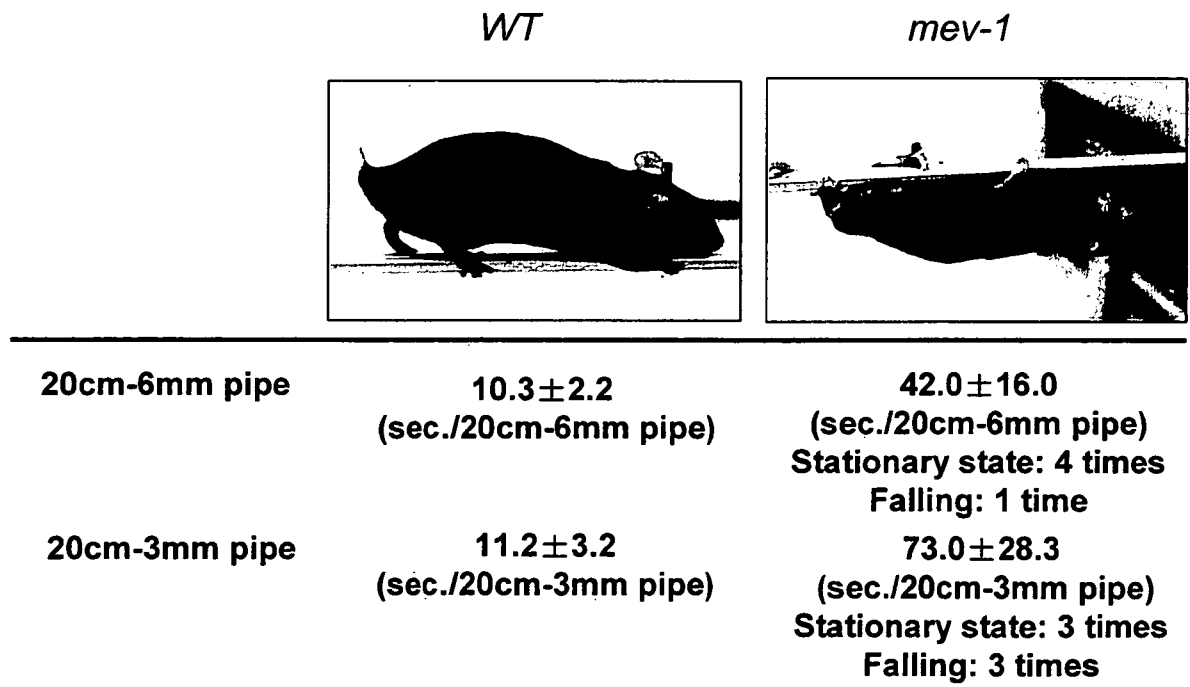 WT mev-1
20cm-6mm pipe 10.3±2.2 42.0±16.0
(sec./20cm-6mm pipe) (sec./20cm-6mm pipe)
Stationary state: 4 times
Falling: 1 time
20cm-3mm pipe 11.2±3.2 73.0±28.3
(sec./20cm-3mm pipe) (sec./20cm-3mm pipe)
Stationary state: 3 times
Falling: 3 times